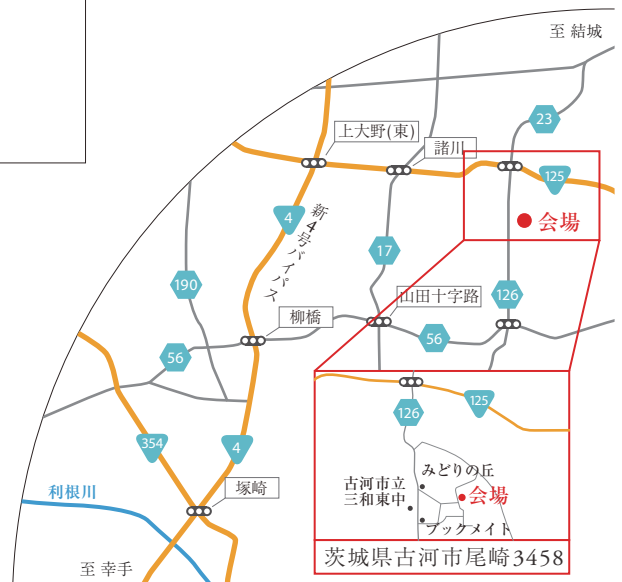 至 結城
23
上大野(東)
諸川
125
4
新4号バイパス
会場
17
190
126
山田十字路
柳橋
56
56
125
126
354
4
みどりの丘
古河市立
三和東中
会場
利根川
塚崎
ブックメイト
茨城県古河市尾崎3458
至 幸手